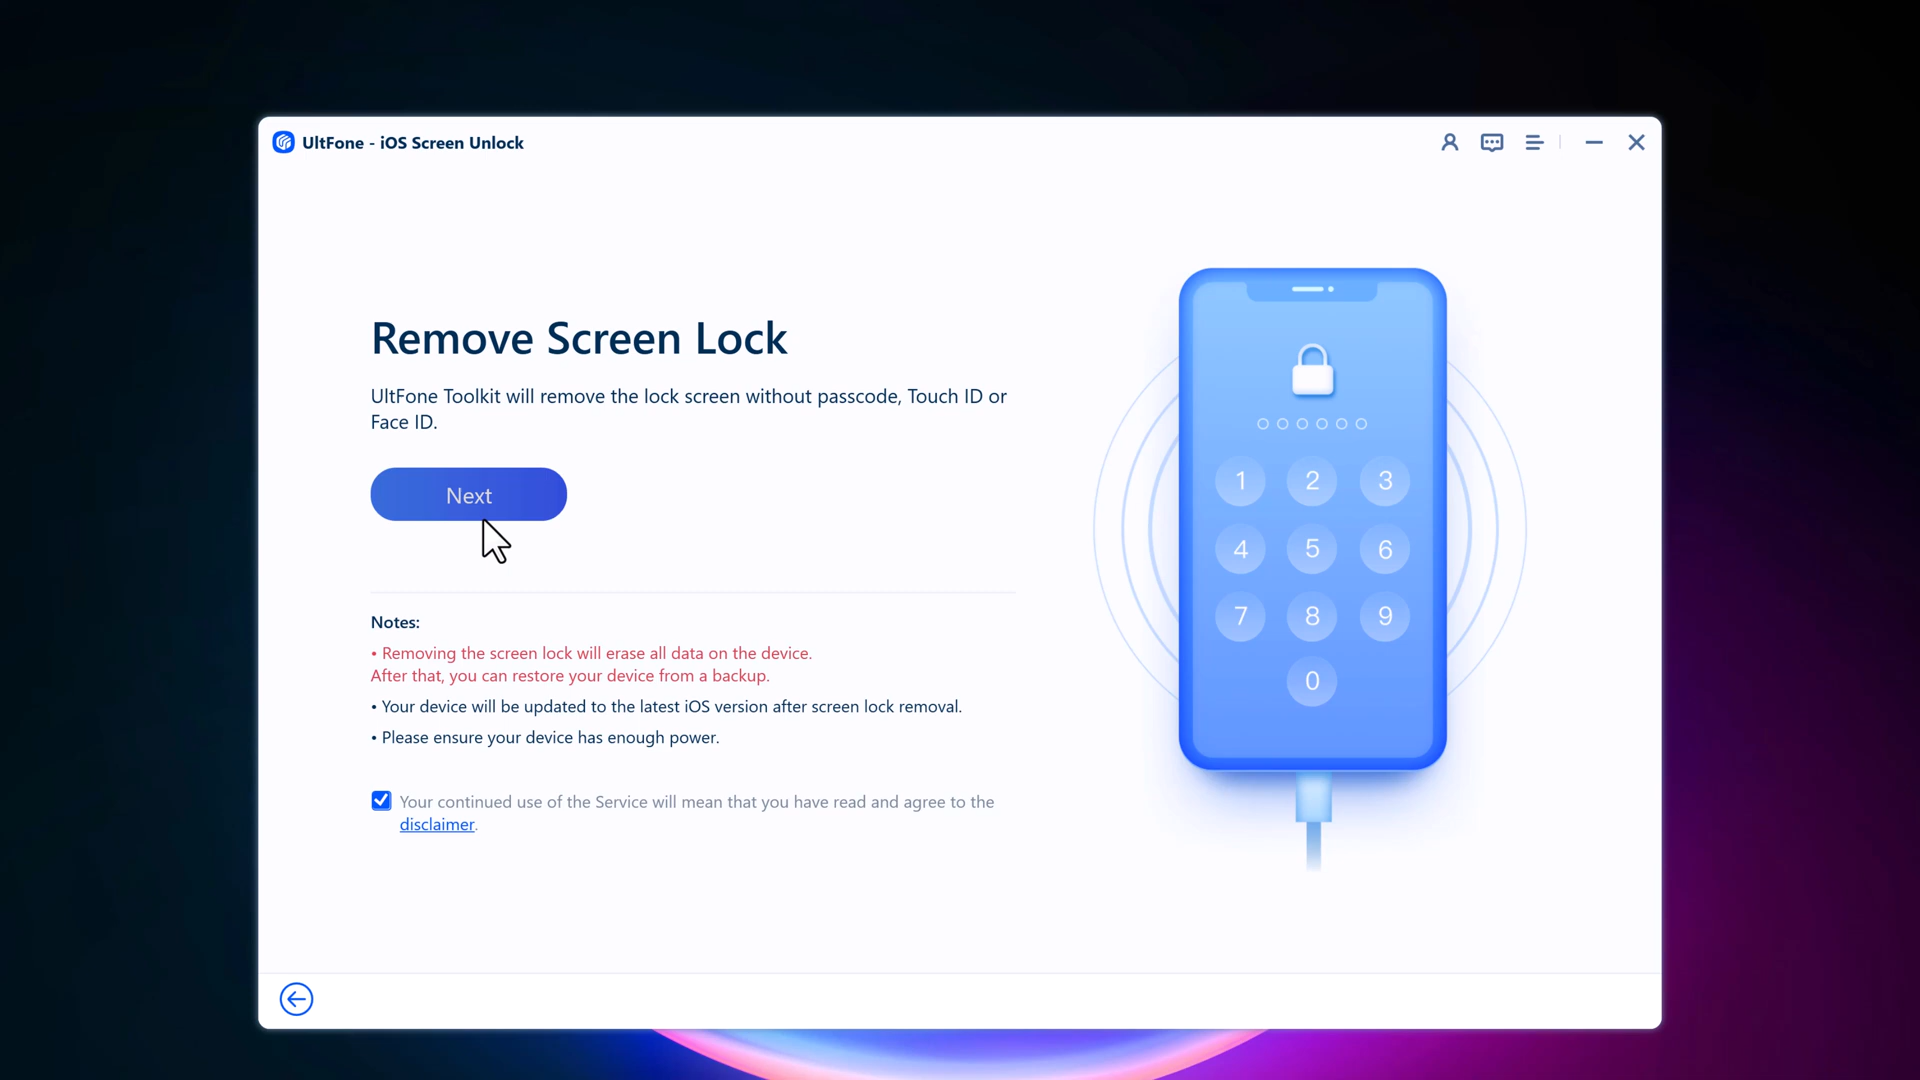 UltFone - iOS Screen Unlock
Remove Screen Lock
UltFone Toolkit will remove the lock screen without passcode, Touch ID or
Face ID.
Next
Notes:
• Removing the screen lock will erase all data on the device.
After that, you can restore your device from a backup.
• Your device will be updated to the latest iOS version after screen lock removal.
• Please ensure your device has enough power.
Your continued use of the Service will mean that you have read and agree to the
disclaimer.
1 2 3
4 5 6
7 8 9
0